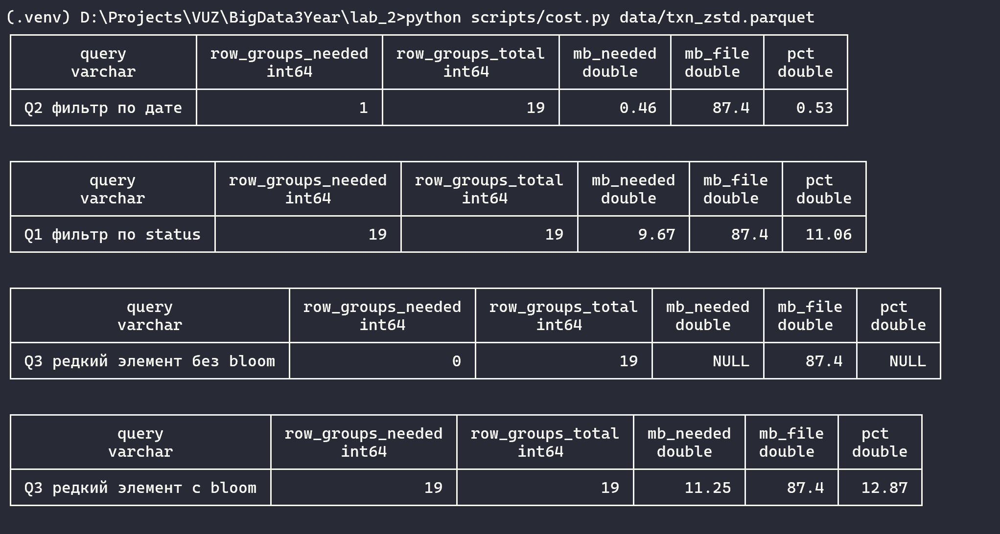 (.venv) D:\Projects\VUZ\BigData3Year\lab_2>python scripts/cost.py data/txn_zstd.parquet
query row_groups_needed row_groups_total mb_needed mb_file pct
varchar int64 int64 double double double
Q2 фильтр по дате 1 19 0.46 87.4 0.53
query row_groups_needed row_groups_total mb_needed mb_file pct
varchar int64 int64 double double double
Q1 фильтр по status 19 19 9.67 87.4 11.06
query row_groups_needed row_groups_total mb_needed mb_file pct
varchar int64 int64 double double double
Q3 редкий элемент без bloom 0 19 NULL 87.4 NULL
query row_groups_needed row_groups_total mb_needed mb_file pct
varchar int64 int64 double double double
Q3 редкий элемент с bloom 19 19 11.25 87.4 12.87